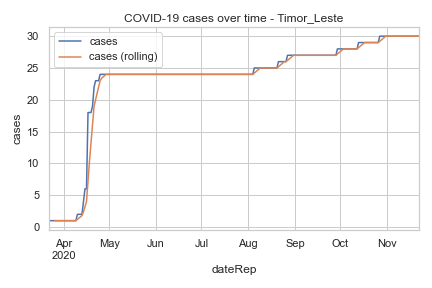 COVID-19 cases over time - Timor_Leste
cases
cases (rolling)
30
25
20
15
10
5
0
cases
Apr May Jun Jul Aug Sep Oct Nov
2020
dateRep